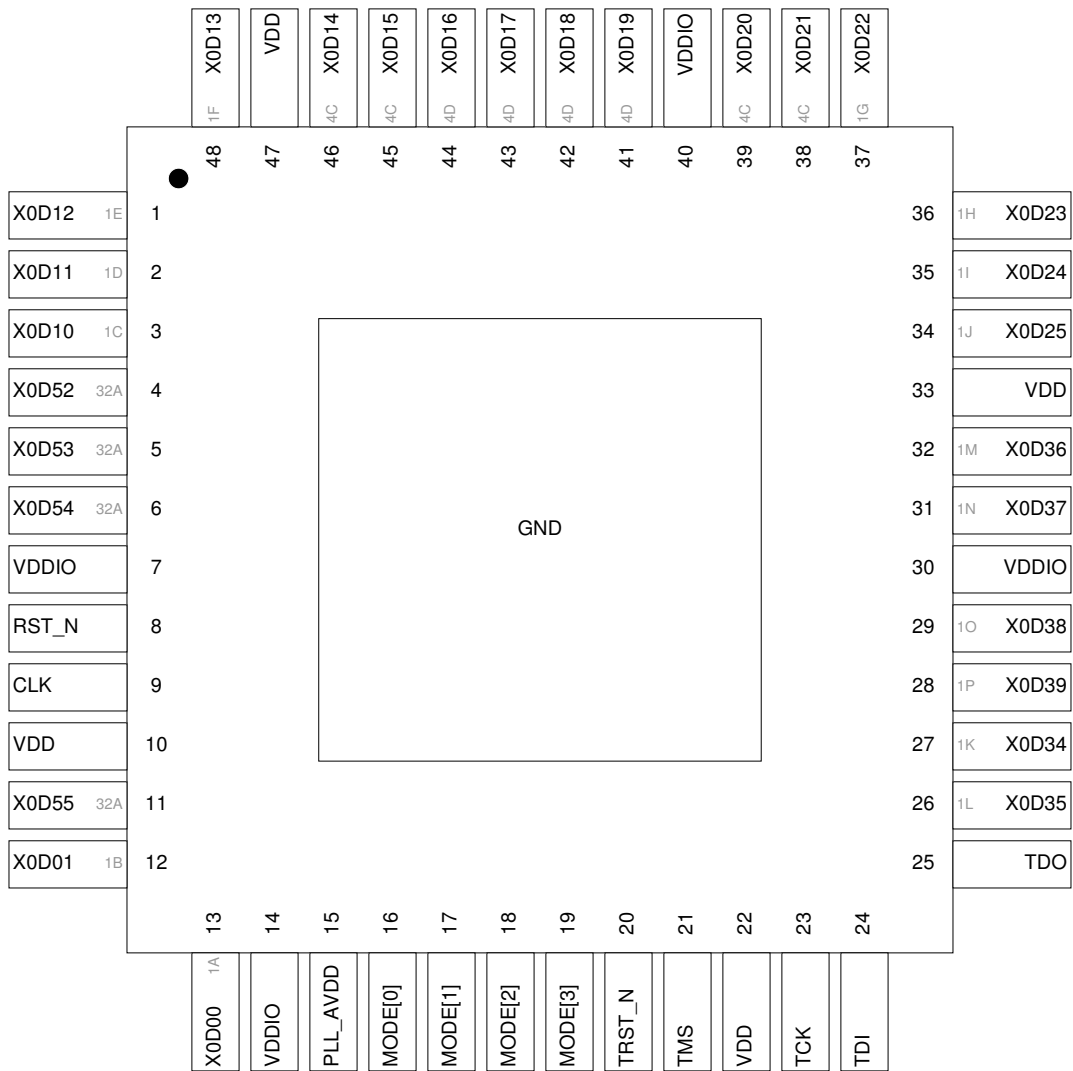 X0D13 VDD X0D14 X0D15 X0D16 X0D17 X0D18 X0D19 VDDIO X0D20 X0D21 X0D22
1F 4C 4C 4D 4D 4D 4D 4C 4C 1G
48 47 46 45 44 43 42 41 40 39 38 37
X0D12 1E 1 36 1H X0D23
X0D11 1D 2 35 1I X0D24
X0D10 1C 3 34 1J X0D25
X0D52 32A 4 33 VDD
X0D53 32A 5 32 1M X0D36
X0D54 32A 6 31 1N X0D37
GND
VDDIO 7 30 VDDIO
RST_N 8 29 1O X0D38
CLK 9 28 1P X0D39
VDD 10 27 1K X0D34
X0D55 32A 11 26 1L X0D35
X0D01 1B 12 25 TDO
13 14 15 16 17 18 19 20 21 22 23 24
1A
X0D00 VDDIO PLL_AVDD MODE[0] MODE[1] MODE[2] MODE[3] TRST_N TMS VDD TCK TDI